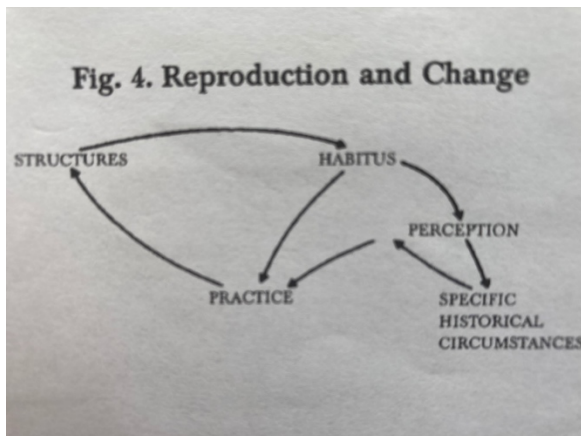 Fig. 4. Reproduction and Change
STRUCTURES
HABITUS
PERCEPTION
PRACTICE
SPECIFIC
HISTORICAL
CIRCUMSTANCES